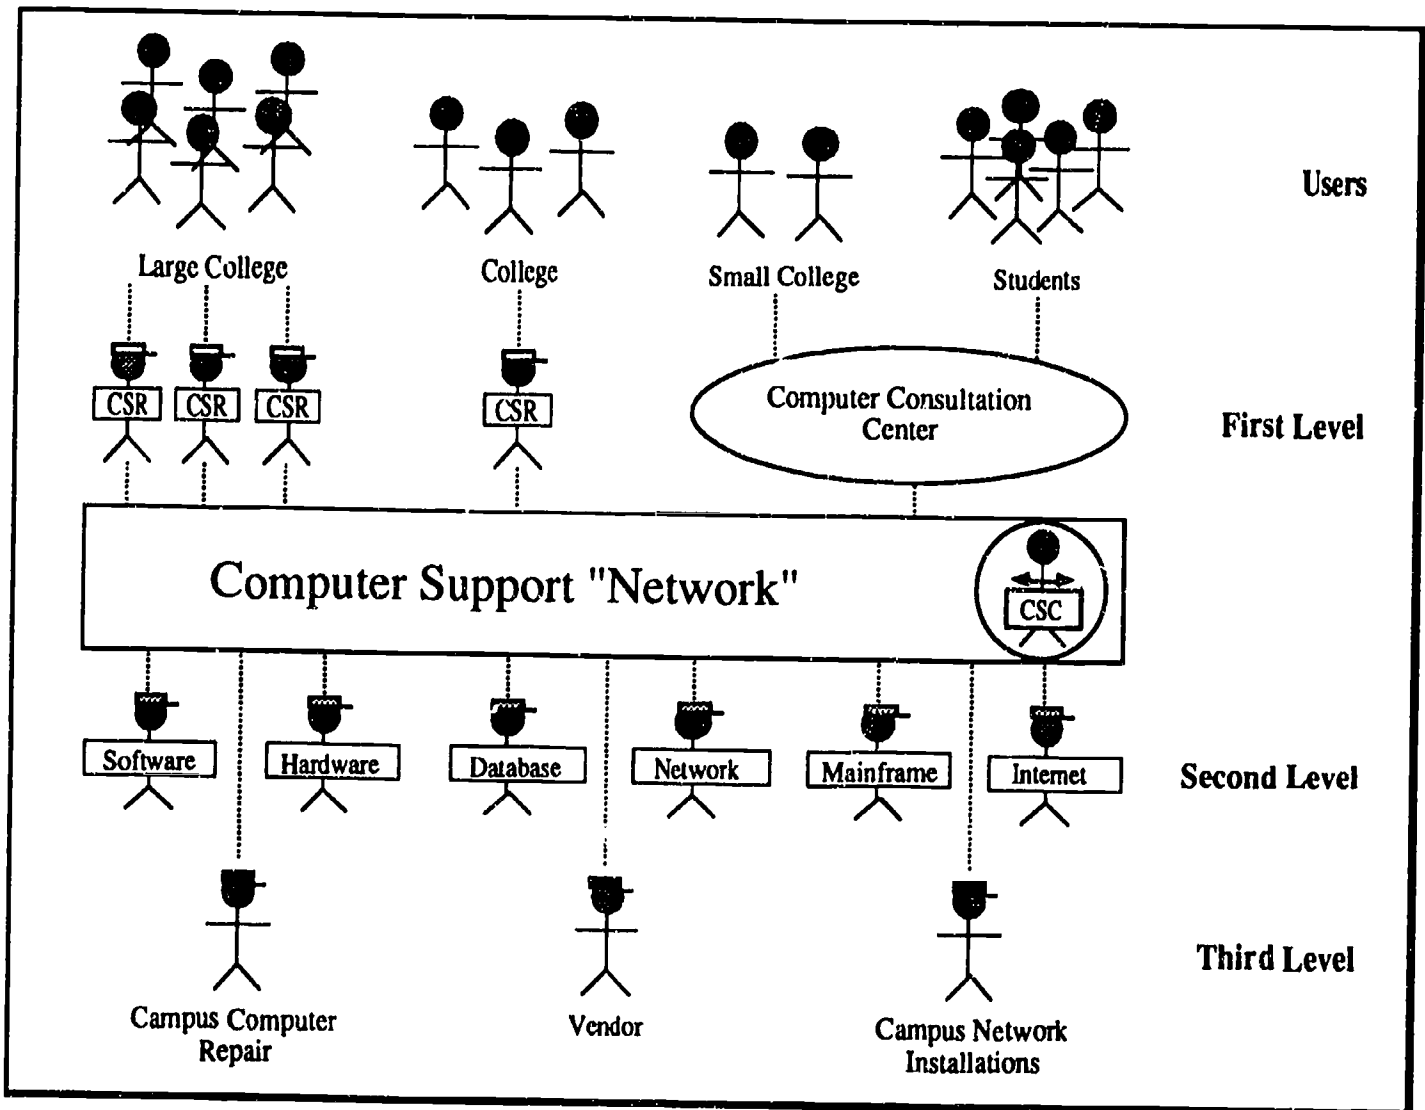 Users
Large College
College
Small College
Students
CSR
CSR
CSR
CSR
Computer Consultation
Center
First Level
Computer Support "Network"
CSC
Software
Hardware
Database
Network
Mainframe
Internet
Second Level
Third Level
Campus Computer
Repair
Vendor
Campus Network
Installations